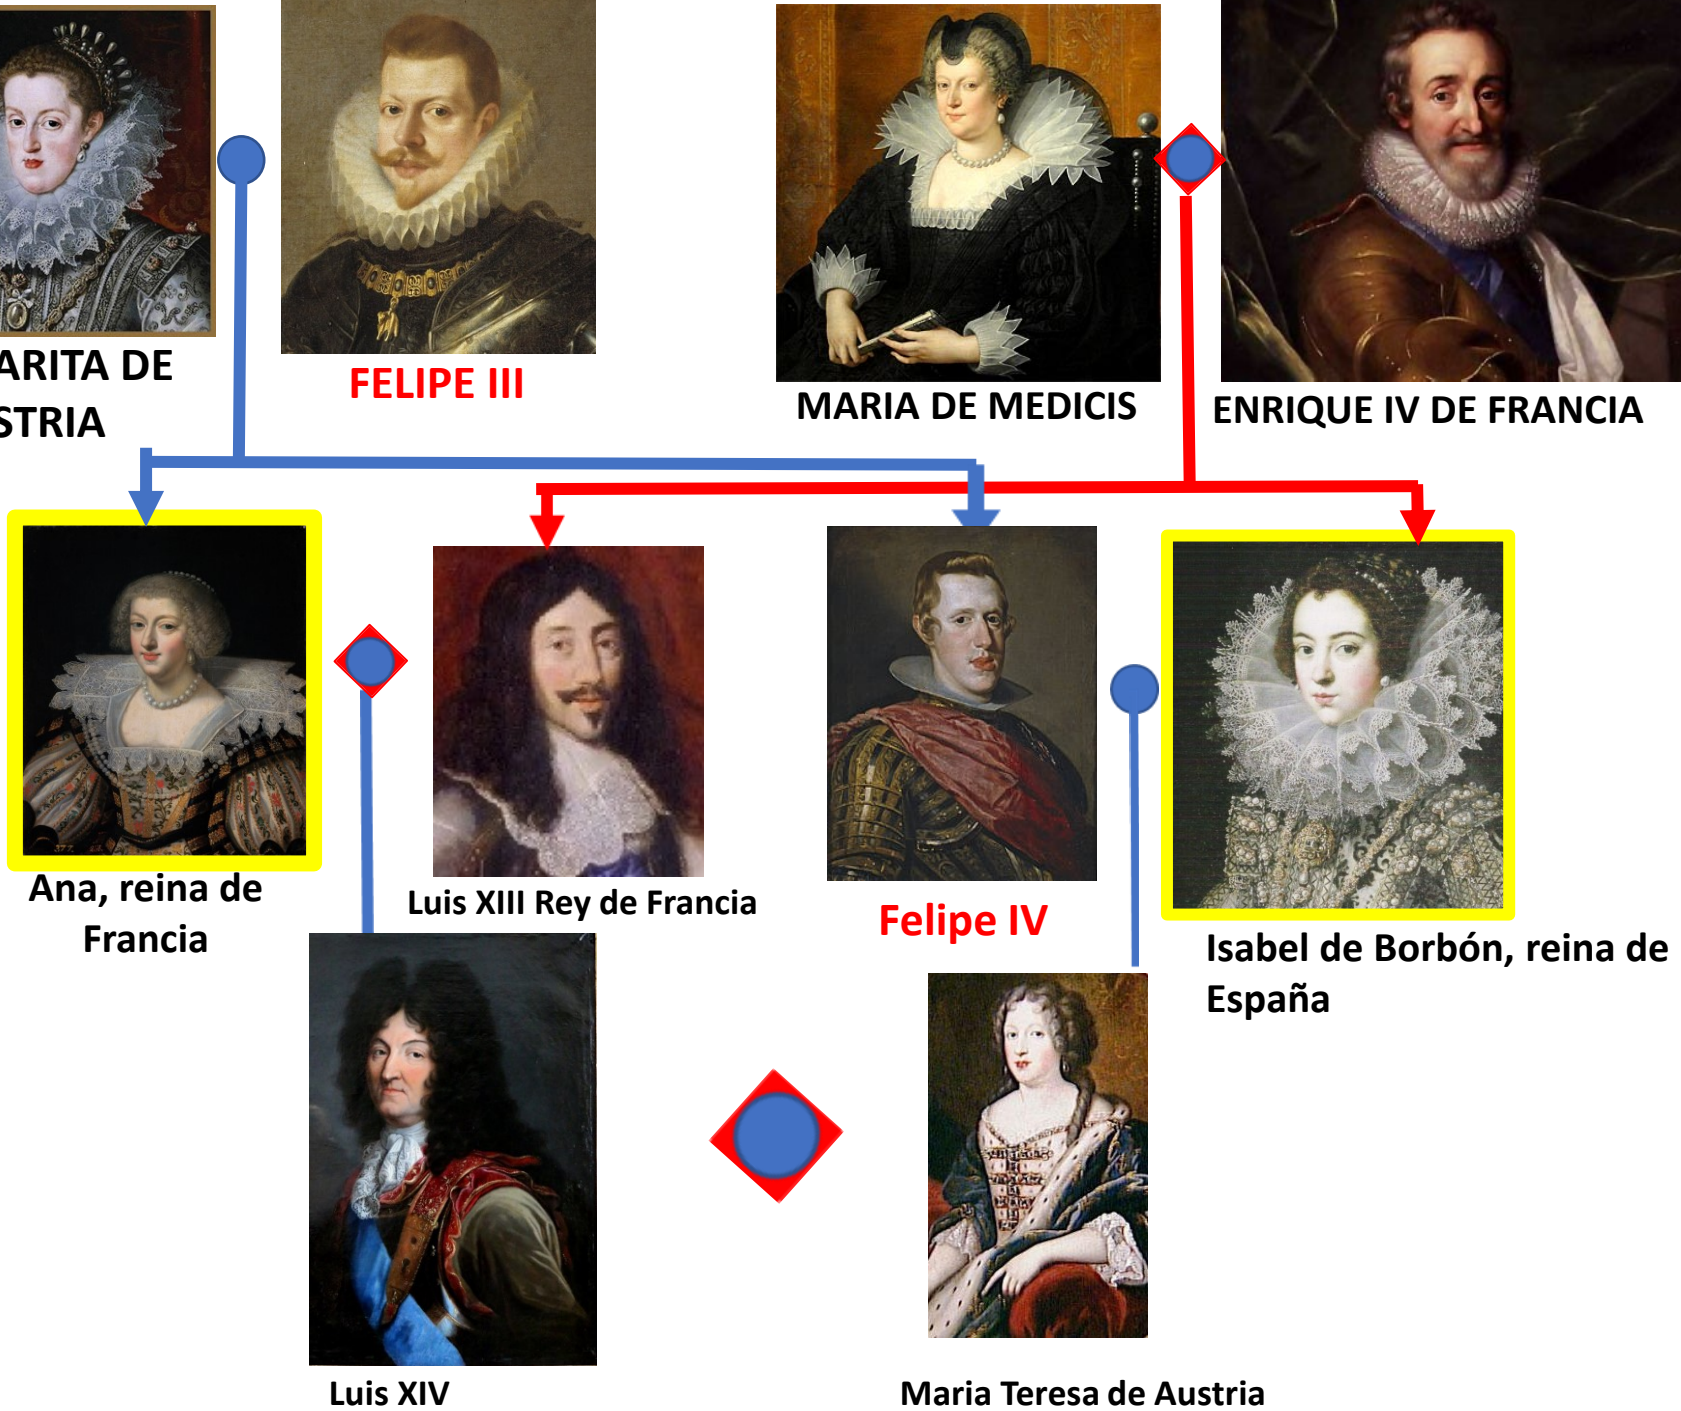 ARITA DE
STRIA
FELIPE III
MARIA DE MEDICIS
ENRIQUE IV DE FRANCIA
Ana, reina de
Francia
Luis XIII Rey de Francia
Felipe IV
Isabel de Borbón, reina de
España
Luis XIV
Maria Teresa de Austria